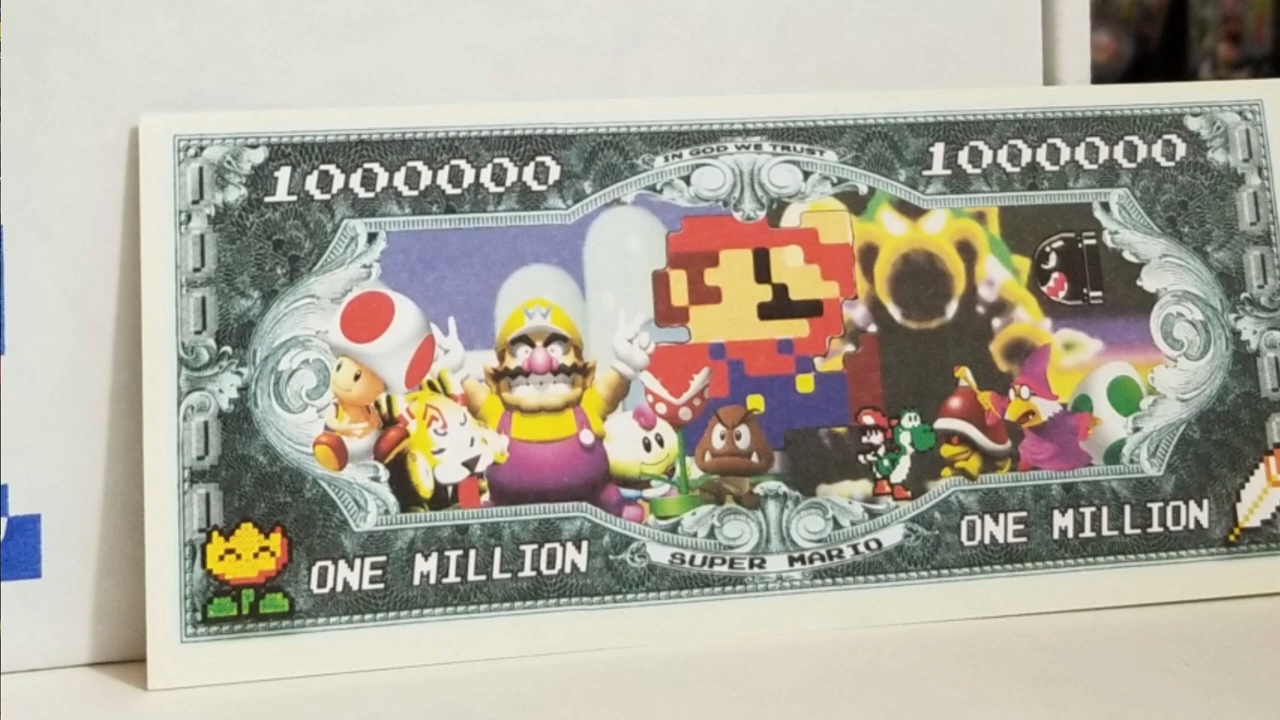 1000000
IN GOD WE TRUST
1000000
W
ONE MILLION
SUPER MARIO
ONE MILLION